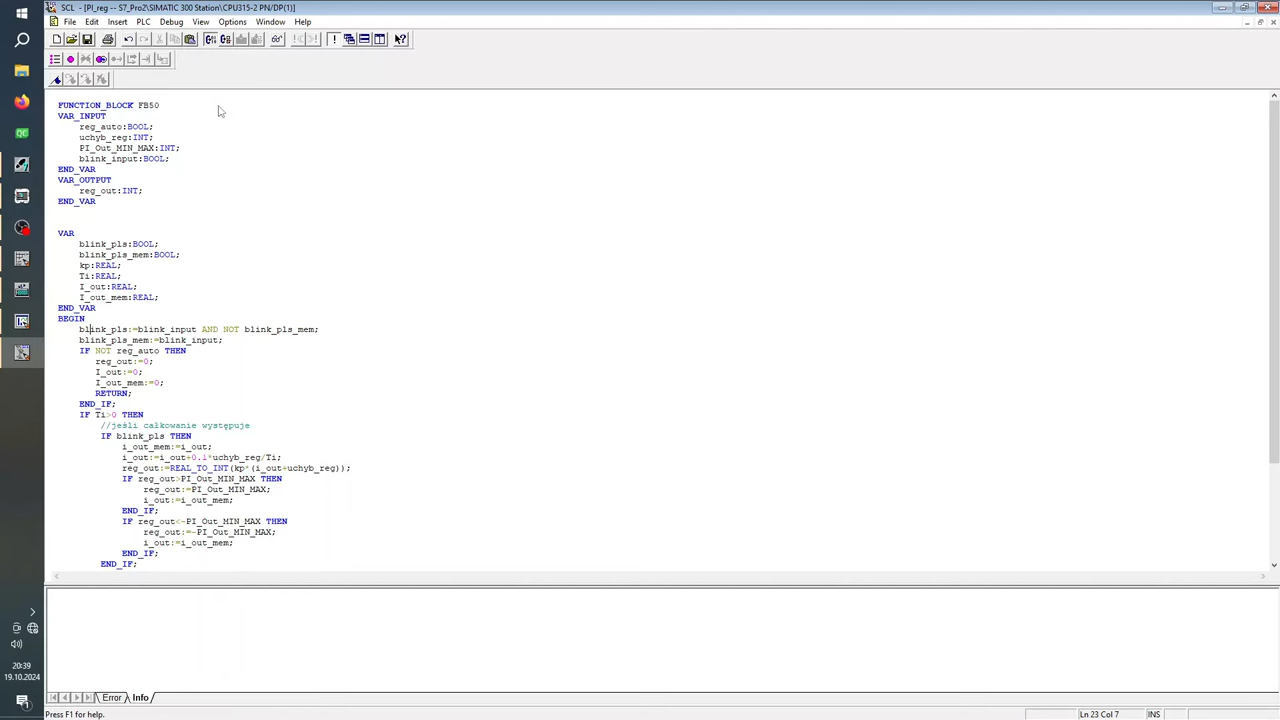 SCL - [PI_reg -- S7_Pro2\SIMATIC 300 Station\CPU315-2 PN/DP(1)]
File Edit Insert PLC Debug View Options Window Help
FUNCTION_BLOCK FB50
VAR_INPUT
reg_auto:BOOL;
uchyb_reg:INT;
PI_Out_MIN_MAX:INT;
blink_input:BOOL;
END_VAR
VAR_OUTPUT
reg_out:INT;
END_VAR
VAR
blink_pls:BOOL;
blink_pls_mem:BOOL;
kp:REAL;
Ti:REAL;
I_out:REAL;
I_out_mem:REAL;
END_VAR
BEGIN
blink_pls:=blink_input AND NOT blink_pls_mem;
blink_pls_mem:=blink_input;
IF NOT reg_auto THEN
reg_out:=0;
I_out:=0;
I_out_mem:=0;
RETURN;
END_IF;
IF Ti>0 THEN
//jeśli całkowanie występuje
IF blink_pls THEN
i_out_mem:=i_out;
i_out:=i_out+0.1*uchyb_reg/Ti;
reg_out:=REAL_TO_INT(kp*(i_out+uchyb_reg));
IF reg_out>PI_Out_MIN_MAX THEN
reg_out:=PI_Out_MIN_MAX;
i_out:=i_out_mem;
END_IF;
IF reg_out<-PI_Out_MIN_MAX THEN
reg_out:=-PI_Out_MIN_MAX;
i_out:=i_out_mem;
END_IF;
END_IF;
Error Info
Press F1 for help.
Ln 23 Col 7 INS
QC
20:39
19.10.2024